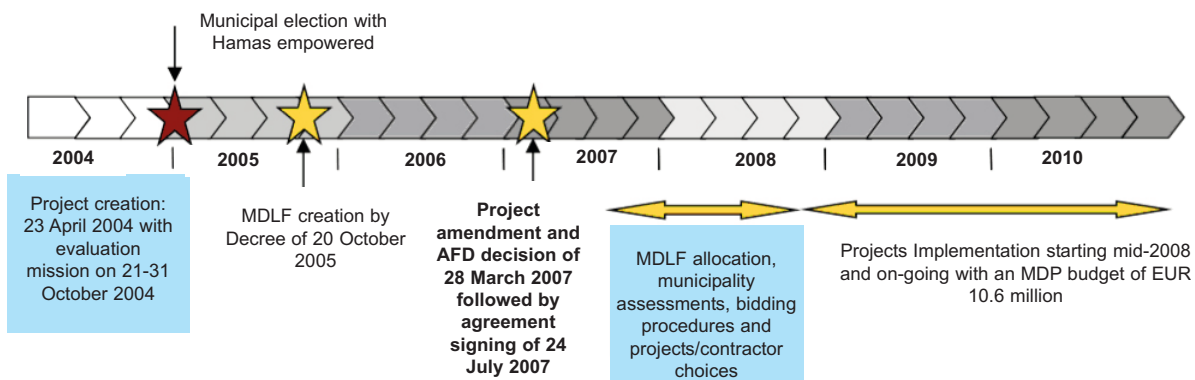 Municipal election with
Hamas empowered
2004
2005
2006
2007
2008
2009
2010
Project creation:
23 April 2004 with
evaluation
mission on 21-31
October 2004
MDLF creation by
Decree of 20 October
2005
Project
amendment and
AFD decision of
28 March 2007
followed by
agreement
signing of 24
July 2007
MDLF allocation,
municipality
assessments, bidding
procedures and
projects/contractor
choices
Projects Implementation starting mid-2008
and on-going with an MDP budget of EUR
10.6 million